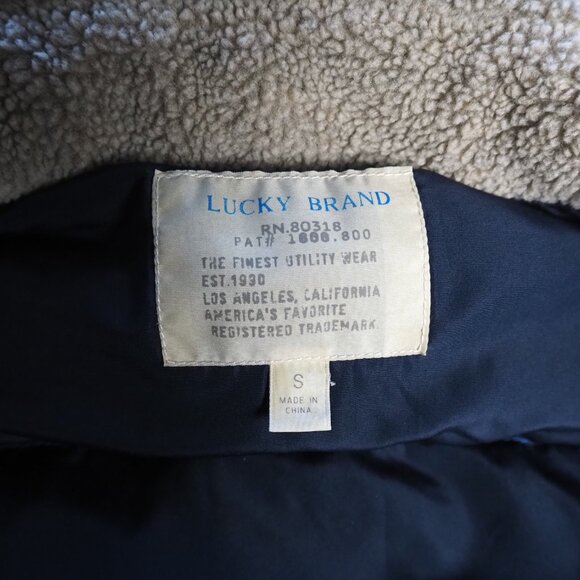 LUCKY BRAND
RN.80318
PAT# 1666.800
THE FINEST UTILITY WEAR
EST.1930
LOS ANGELES, CALIFORNIA
AMERICA'S FAVORITE
REGISTERED TRADEMARK.
S
MADE IN
CHINA